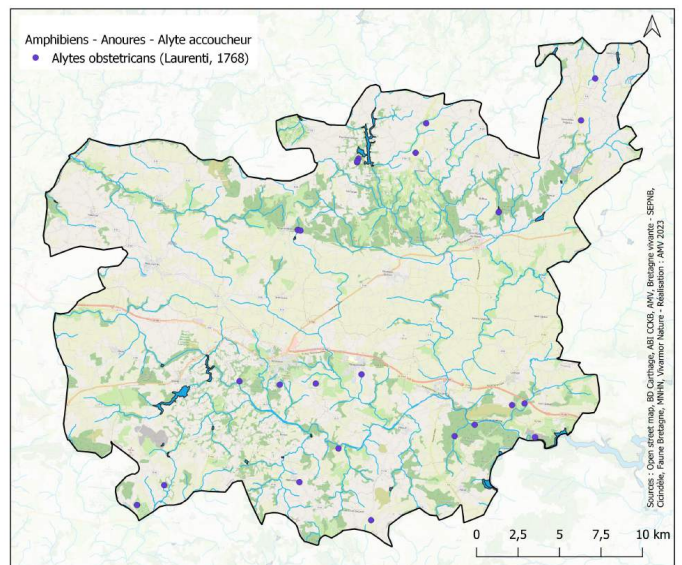 Amphibiens - Anoures - Alyte accoucheur
Alytes obstetricans (Laurenti, 1768)
Sources : Open street map, BD Carthage, ABI CCKB, AMV, Bretagne vivante - SEPNB,
Cicindèle, Faune Bretagne, MNHN, Vivarmor Nature - Réalisation : AMV 2023
0 2,5 5 7,5 10 km